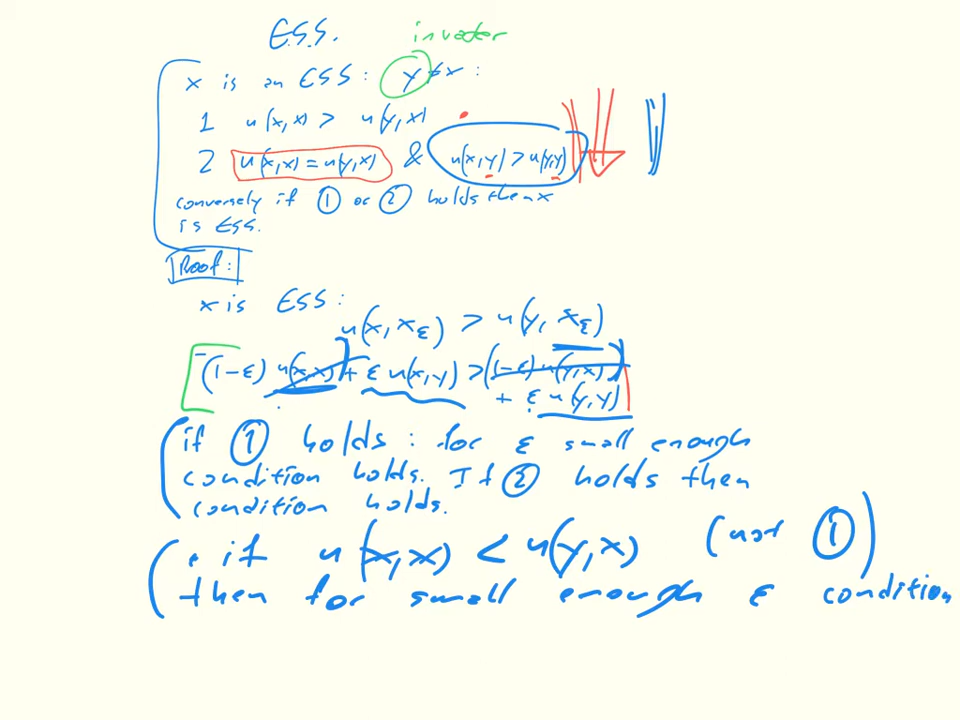 E.S.S. invader
x is an ESS: y≠x:
1 u(x,x) > u(y,x)
2 u(x,x) = u(y,x) & u(x,y) > u(y,y)
conversely if ① or ② holds then x
is ESS.
Proof:
x is ESS:
u(x, xε) > u(y, xε)
(1-ε) u(x,x) + ε u(x,y) > (1-ε) u(y,x)
+ ε u(y,y)
if ① holds: for ε small enough
condition holds. If ② holds then
condition holds.
• if u(x,x) < u(y,x) (not ①)
then for small enough ε condition